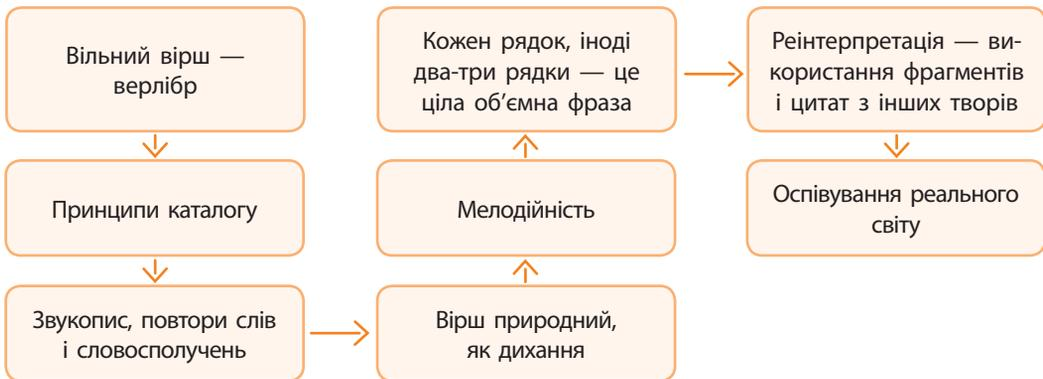 Вільний вірш —
верлібр
Принципи каталогу
Звукопис, повтори слів
і словосполучень
Вірш природний,
як дихання
Мелодійність
Кожен рядок, іноді
два-три рядки — це
ціла об’ємна фраза
Реінтерпретація — ви-
користання фрагментів
і цитат з інших творів
Оспівування реального
світу